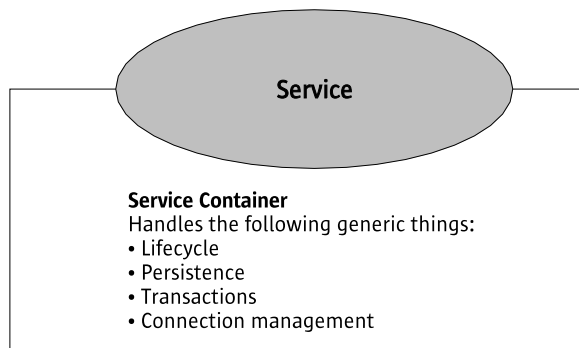 Service
Service Container
Handles the following generic things:
• Lifecycle
• Persistence
• Transactions
• Connection management